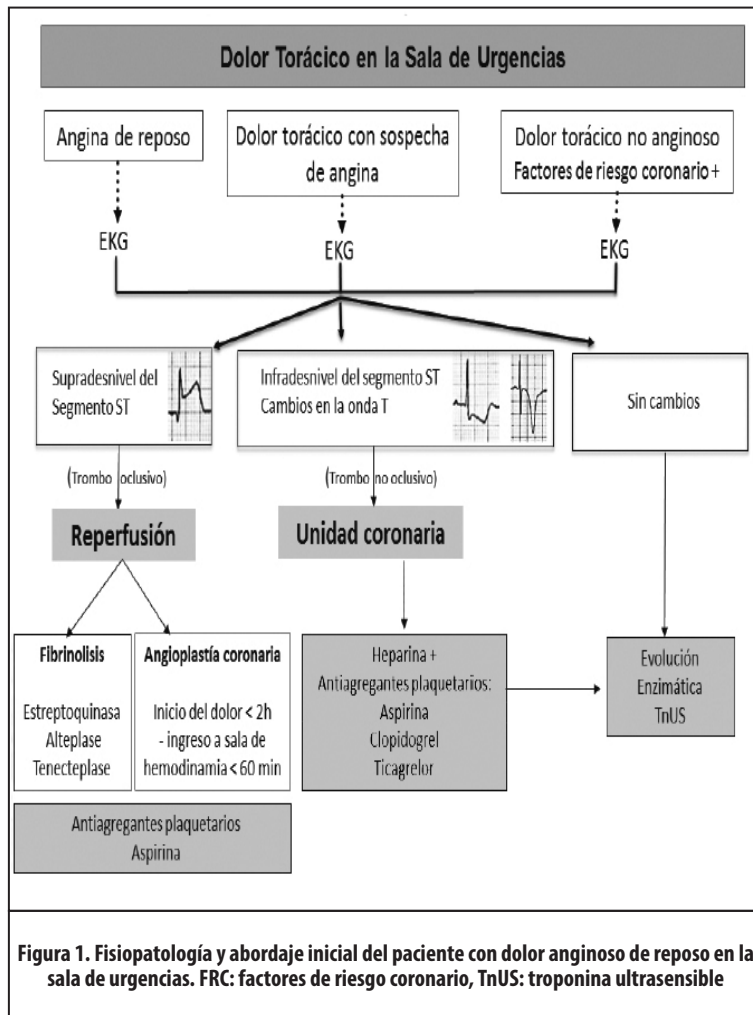 Dolor Torácico en la Sala de Urgencias
Angina de reposo
Dolor torácico con sospecha
de angina
Dolor torácico no anginoso
Factores de riesgo coronario +
EKG
EKG
EKG
Supradesnivel del
Segmento ST
Infradesnivel del segmento ST
Cambios en la onda T
Sin cambios
(Trombo oclusivo)
(Trombo no oclusivo)
Reperfusión
Unidad coronaria
Fibrinolisis
Estreptoquinasa
Alteplase
Tenecteplase
Angioplastía coronaria
Inicio del dolor < 2h
- ingreso a sala de
hemodinamia < 60 min
Heparina +
Antiagregantes plaquetarios:
Aspirina
Clopidogrel
Ticagrelor
Evolución
Enzimática
TnUS
Antiagregantes plaquetarios
Aspirina
Figura 1. Fisiopatología y abordaje inicial del paciente con dolor anginoso de reposo en la
sala de urgencias. FRC: factores de riesgo coronario, TnUS: troponina ultrasensible